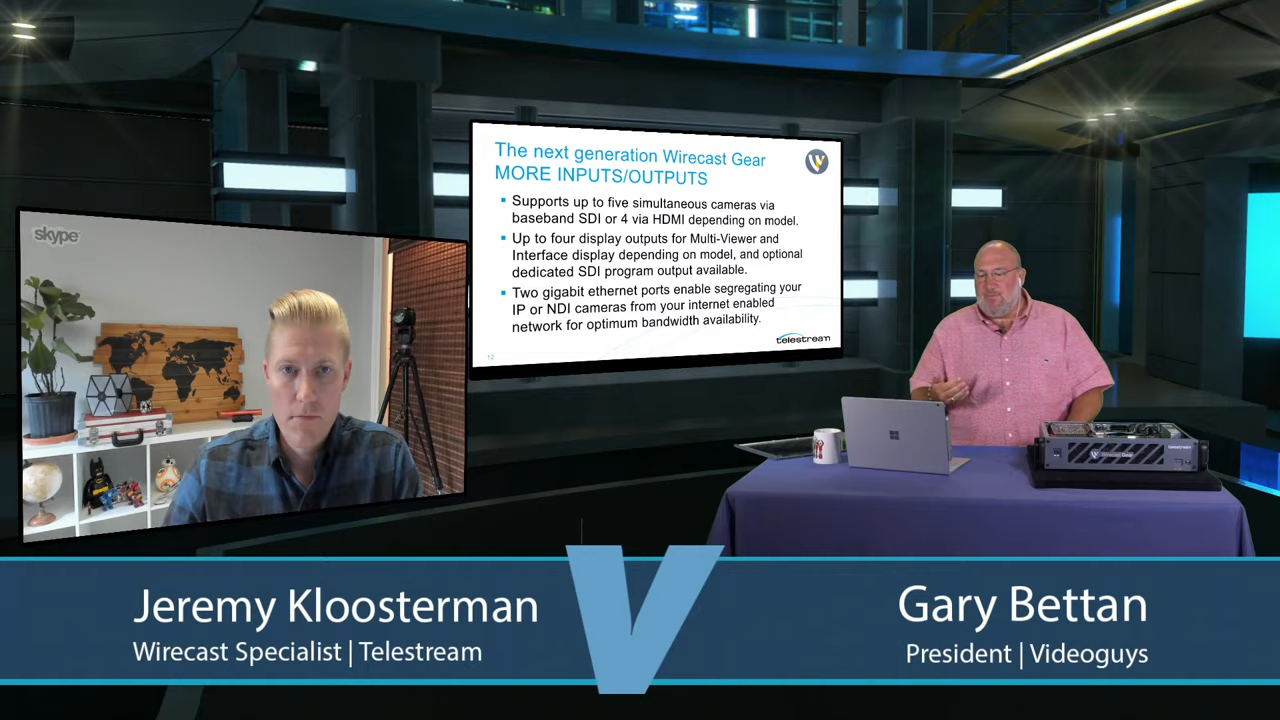 The next generation Wirecast Gear
MORE INPUTS/OUTPUTS
▪ Supports up to five simultaneous cameras via
baseband SDI or 4 via HDMI depending on model.
▪ Up to four display outputs for Multi-Viewer and
Interface display depending on model, and optional
dedicated SDI program output available.
▪ Two gigabit ethernet ports enable segregating your
IP or NDI cameras from your internet enabled
network for optimum bandwidth availability.
telestream
12
skype
Wirecast Gear
V
Jeremy Kloosterman
Wirecast Specialist | Telestream
Gary Bettan
President | Videoguys